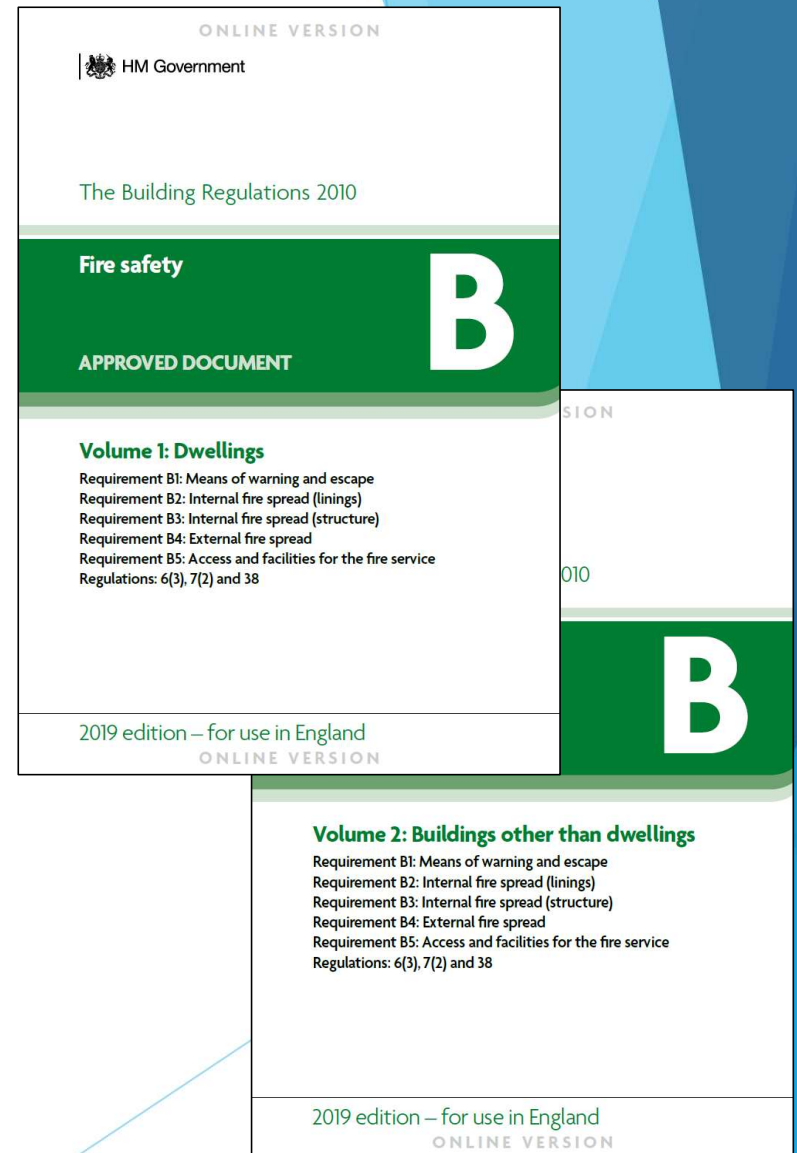 ONLINE VERSION
HM Government
The Building Regulations 2010
Fire safety
B
APPROVED DOCUMENT
Volume 1: Dwellings
Requirement B1: Means of warning and escape
Requirement B2: Internal fire spread (linings)
Requirement B3: Internal fire spread (structure)
Requirement B4: External fire spread
Requirement B5: Access and facilities for the fire service
Regulations: 6(3), 7(2) and 38
2019 edition – for use in England
ONLINE VERSION
SION
010
B
Volume 2: Buildings other than dwellings
Requirement B1: Means of warning and escape
Requirement B2: Internal fire spread (linings)
Requirement B3: Internal fire spread (structure)
Requirement B4: External fire spread
Requirement B5: Access and facilities for the fire service
Regulations: 6(3), 7(2) and 38
2019 edition – for use in England
ONLINE VERSION